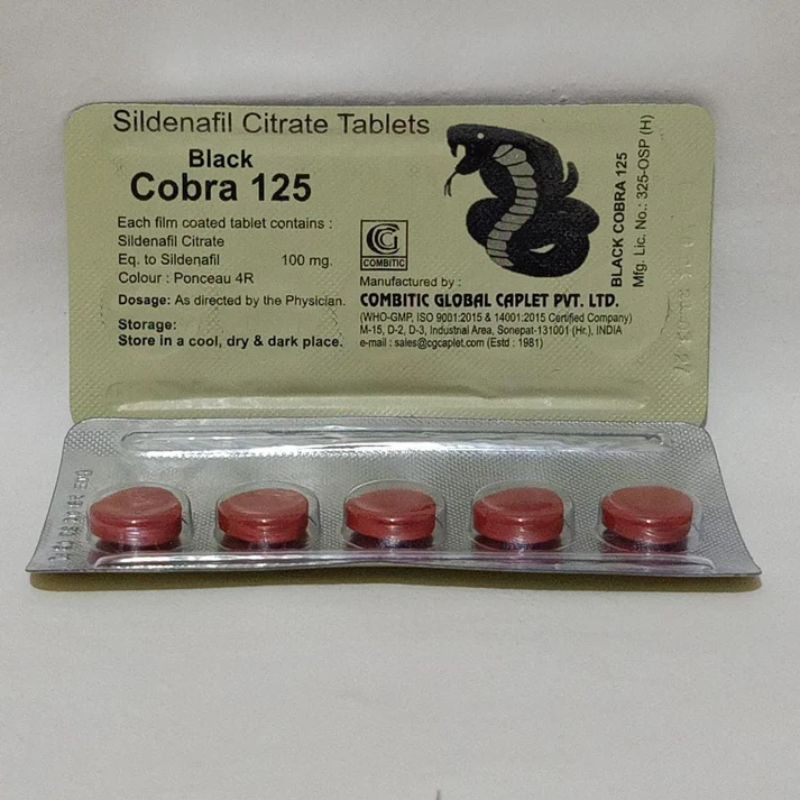 Sildenafil Citrate Tablets
Black
Cobra 125
Each film coated tablet contains :
Sildenafil Citrate
Eq. to Sildenafil 100 mg.
Colour : Ponceau 4R
Dosage: As directed by the Physician.
Storage:
Store in a cool, dry & dark place.
CG
COMBITIC
Manufactured by :
COMBITIC GLOBAL CAPLET PVT. LTD.
(WHO-GMP, ISO 9001:2015 & 14001:2015 Certified Company)
M-15, D-2, D-3, Industrial Area, Sonepat-131001 (Hr.), INDIA
e-mail : sales@cgcaplet.com (Estd : 1981)
BLACK COBRA 125
Mfg. Lic. No.: 325-OSP (H)